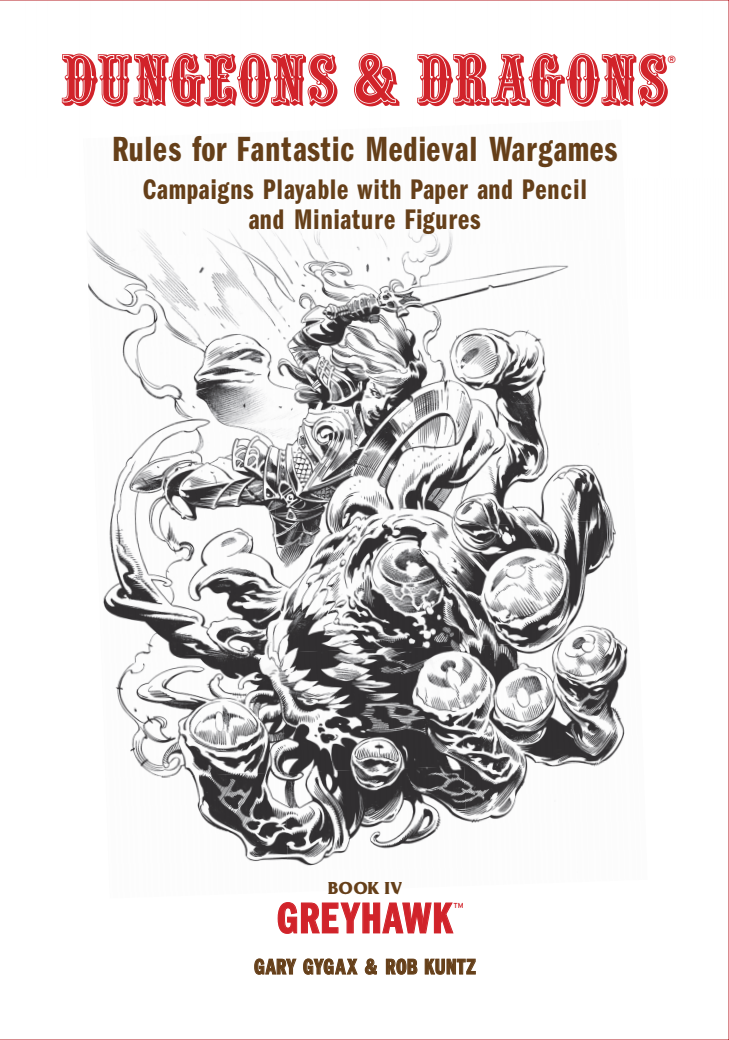 DUNGEONS & DRAGONS®
Rules for Fantastic Medieval Wargames
Campaigns Playable with Paper and Pencil
and Miniature Figures
BOOK IV
GREYHAWK™
GARY GYGAX & ROB KUNTZ